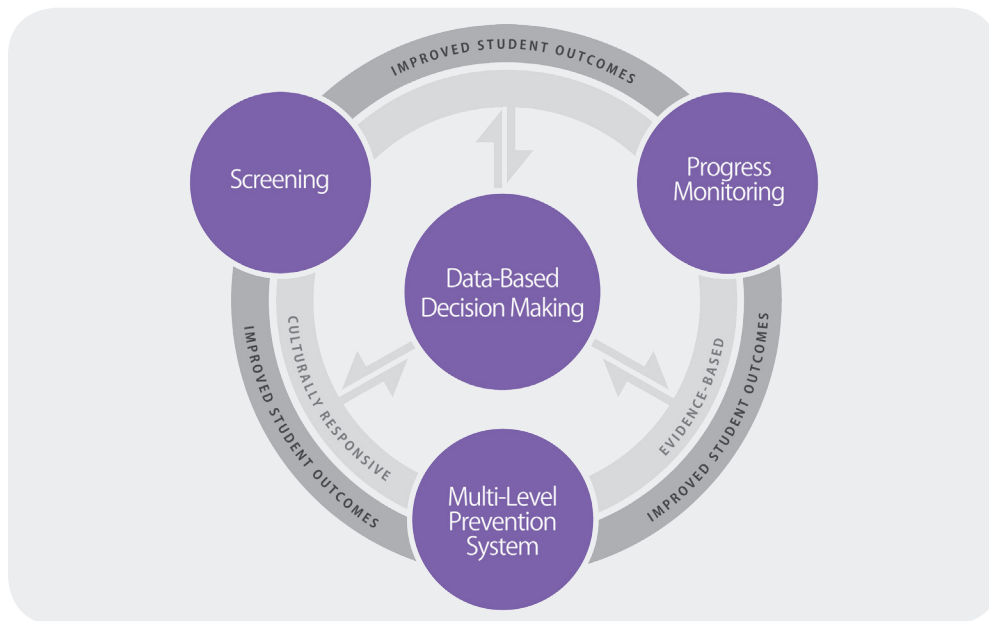 IMPROVED STUDENT OUTCOMES
Screening
Progress
Monitoring
Data-Based
Decision Making
IMPROVED STUDENT OUTCOMES
CULTURALLY RESPONSIVE
EVIDENCE-BASED
IMPROVED STUDENT OUTCOMES
Multi-Level
Prevention
System